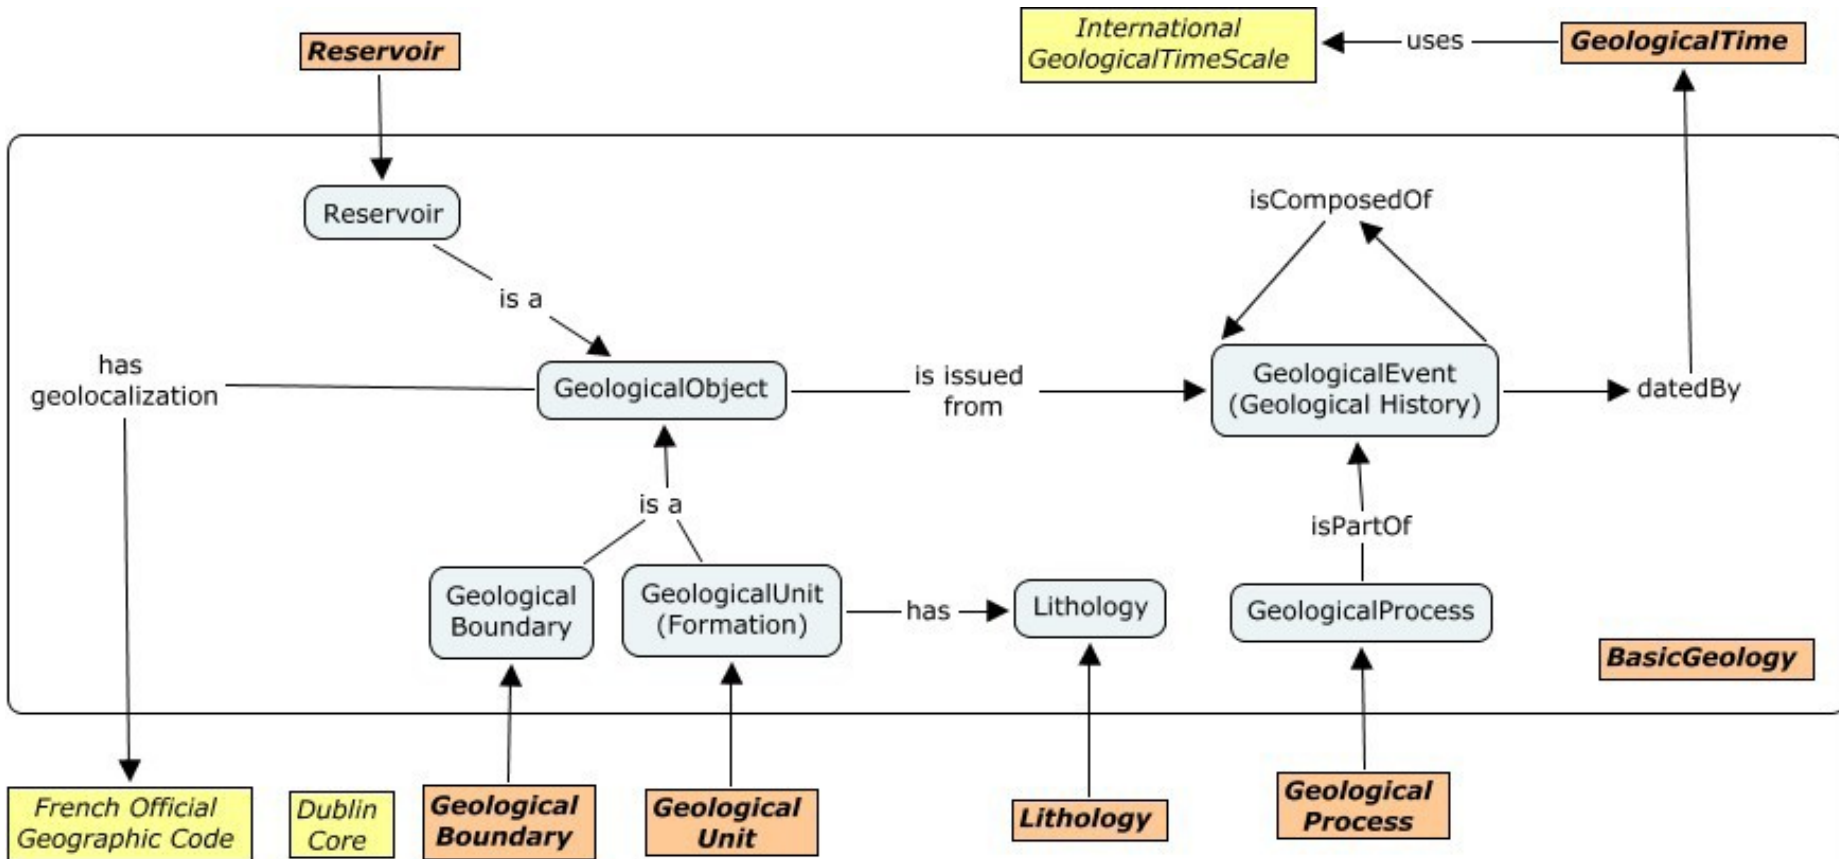 International
GeologicalTimeScale
uses
GeologicalTime
Reservoir
Reservoir
isComposedOf
is a
has
geolocalization
GeologicalObject
is issued
from
GeologicalEvent
(Geological History)
datedBy
is a
isPartOf
Geological
Boundary
GeologicalUnit
(Formation)
has
Lithology
GeologicalProcess
BasicGeology
French Official
Geographic Code
Dublin
Core
Geological
Boundary
Geological
Unit
Lithology
Geological
Process